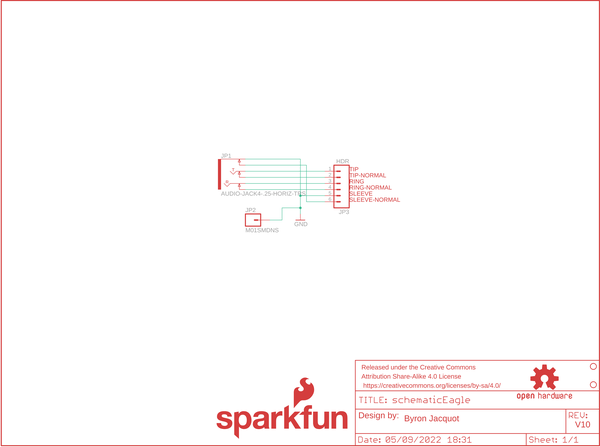 JP1
HDR
TIP
TIP-NORMAL
RING
RING-NORMAL
SLEEVE
SLEEVE-NORMAL
1
2
3
4
5
6
T
R
AUDIO-JACK4-.25-HORIZ-TRS
JP3
JP2
M01SMDNS
GND
Released under the Creative Commons
Attribution Share-Alike 4.0 License
https://creativecommons.org/licenses/by-sa/4.0/
open hardware
TITLE: schematicEagle
Design by: Byron Jacquot
REV:
V10
Date: 05/09/2022 18:31
Sheet: 1/1
sparkfun